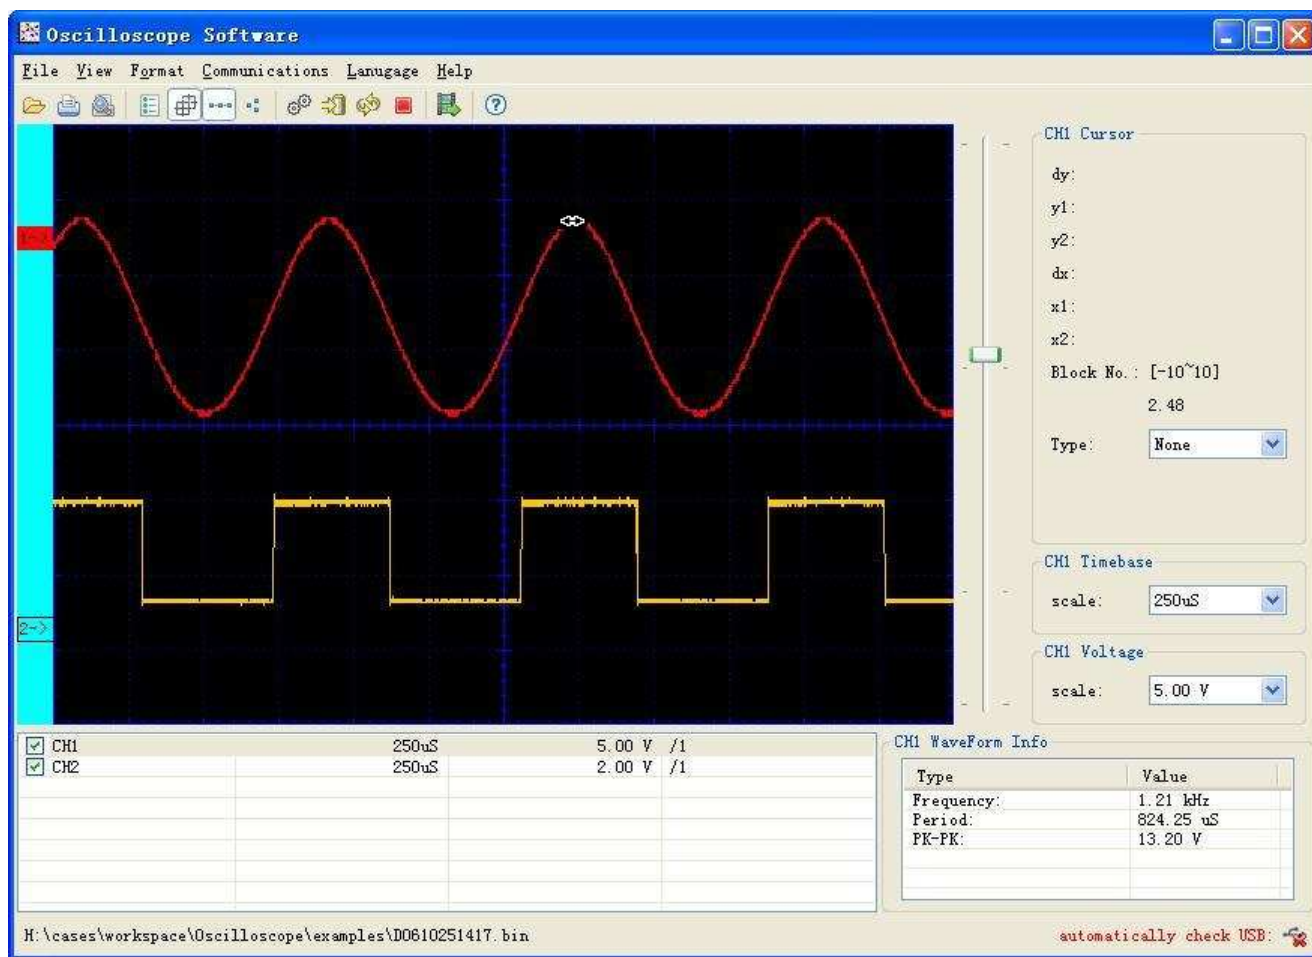 Oscilloscope Software
File View Format Communications Lanugage Help
1->
2->
CH1 Cursor
dy:
y1:
y2:
dx:
x1:
x2:
Block No.: [-10~10]
2.48
Type: None
CH1 Timebase
scale: 250uS
CH1 Voltage
scale: 5.00 V
CH1 250uS 5.00 V /1
CH2 250uS 2.00 V /1
CH1 WaveForm Info
Type Value
Frequency: 1.21 kHz
Period: 824.25 uS
PK-PK: 13.20 V
H:\cases\workspace\Oscilloscope\examples\D0610251417.bin
automatically check USB: